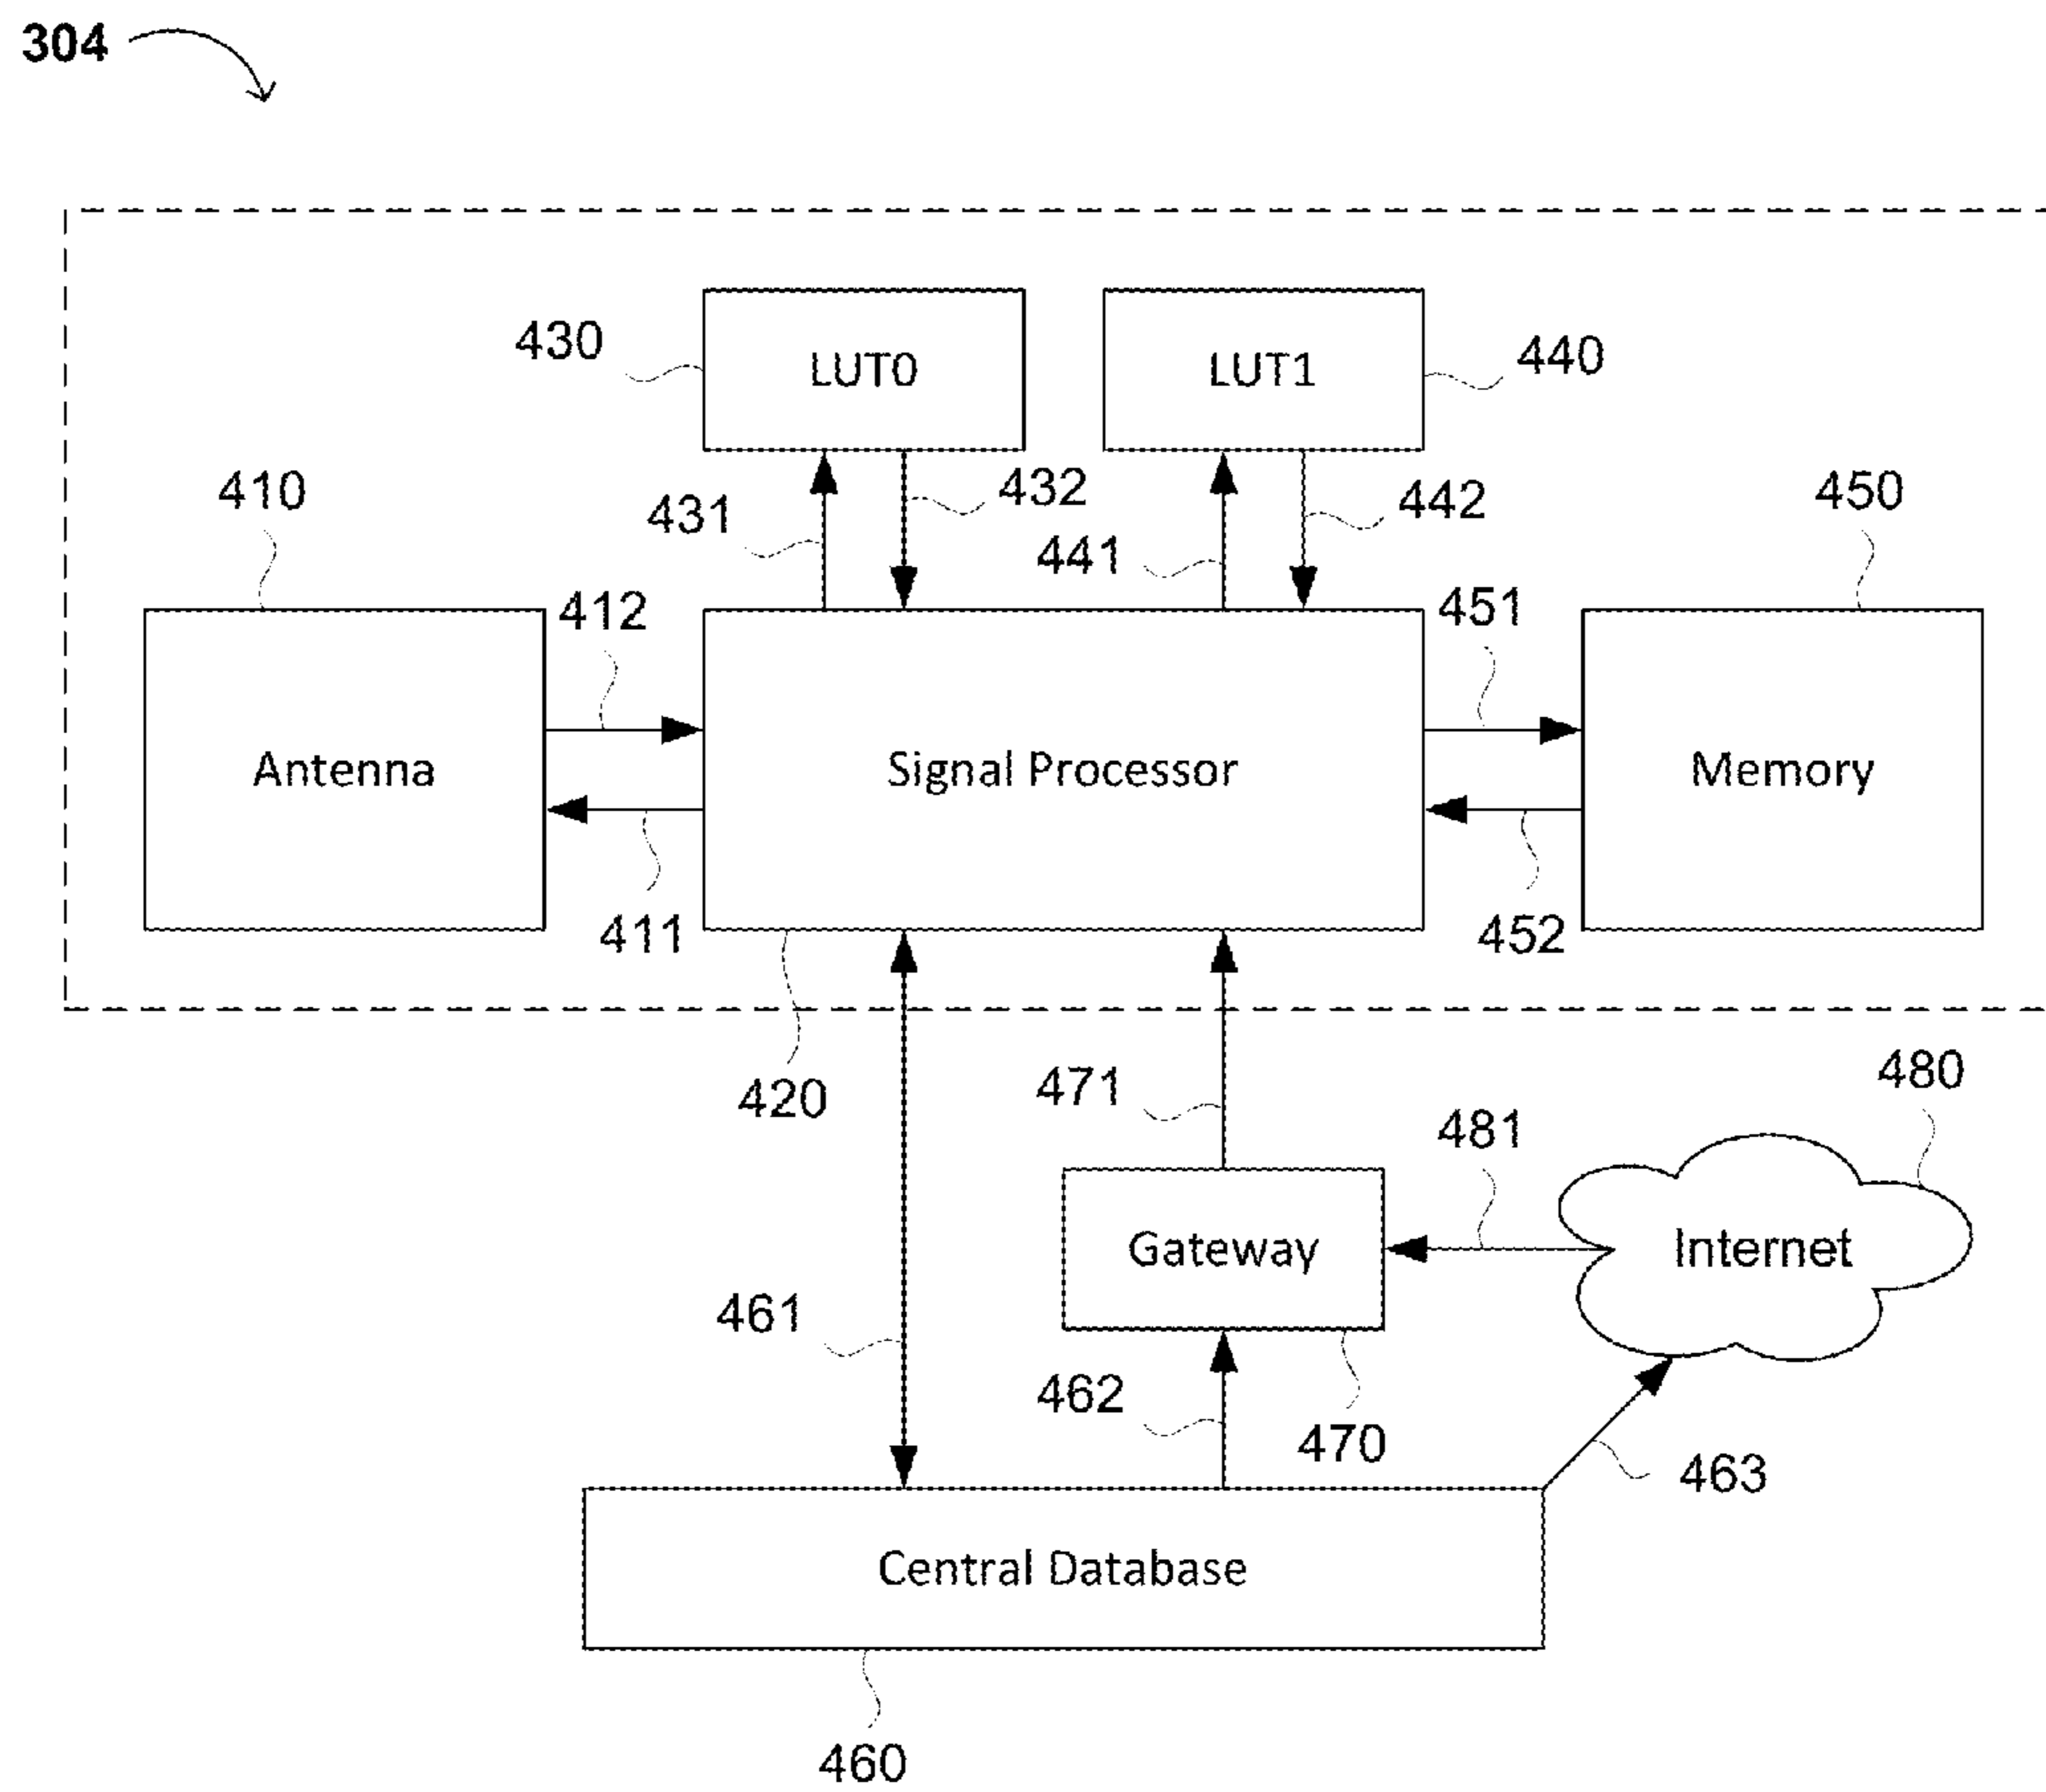 304
430
LUT0
LUT1
440
410
431
432
441
442
450
412
451
Antenna
Signal Processor
Memory
411
452
420
471
480
481
Gateway
Internet
461
462
470
463
Central Database
460